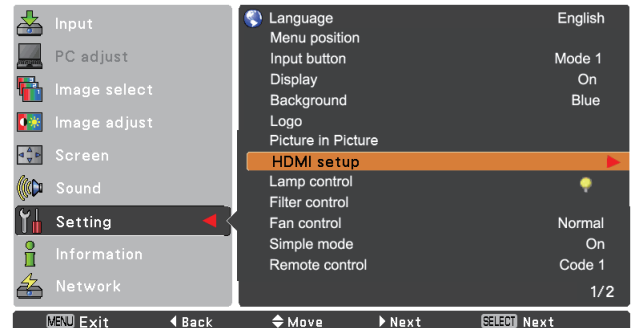 Input
PC adjust
Image select
Image adjust
Screen
Sound
Setting
Information
Network
Language English
Menu position
Input button Mode 1
Display On
Background Blue
Logo
Picture in Picture
HDMI setup
Lamp control
Filter control
Fan control Normal
Simple mode On
Remote control Code 1
1/2
MENU Exit Back Move Next SELECT Next